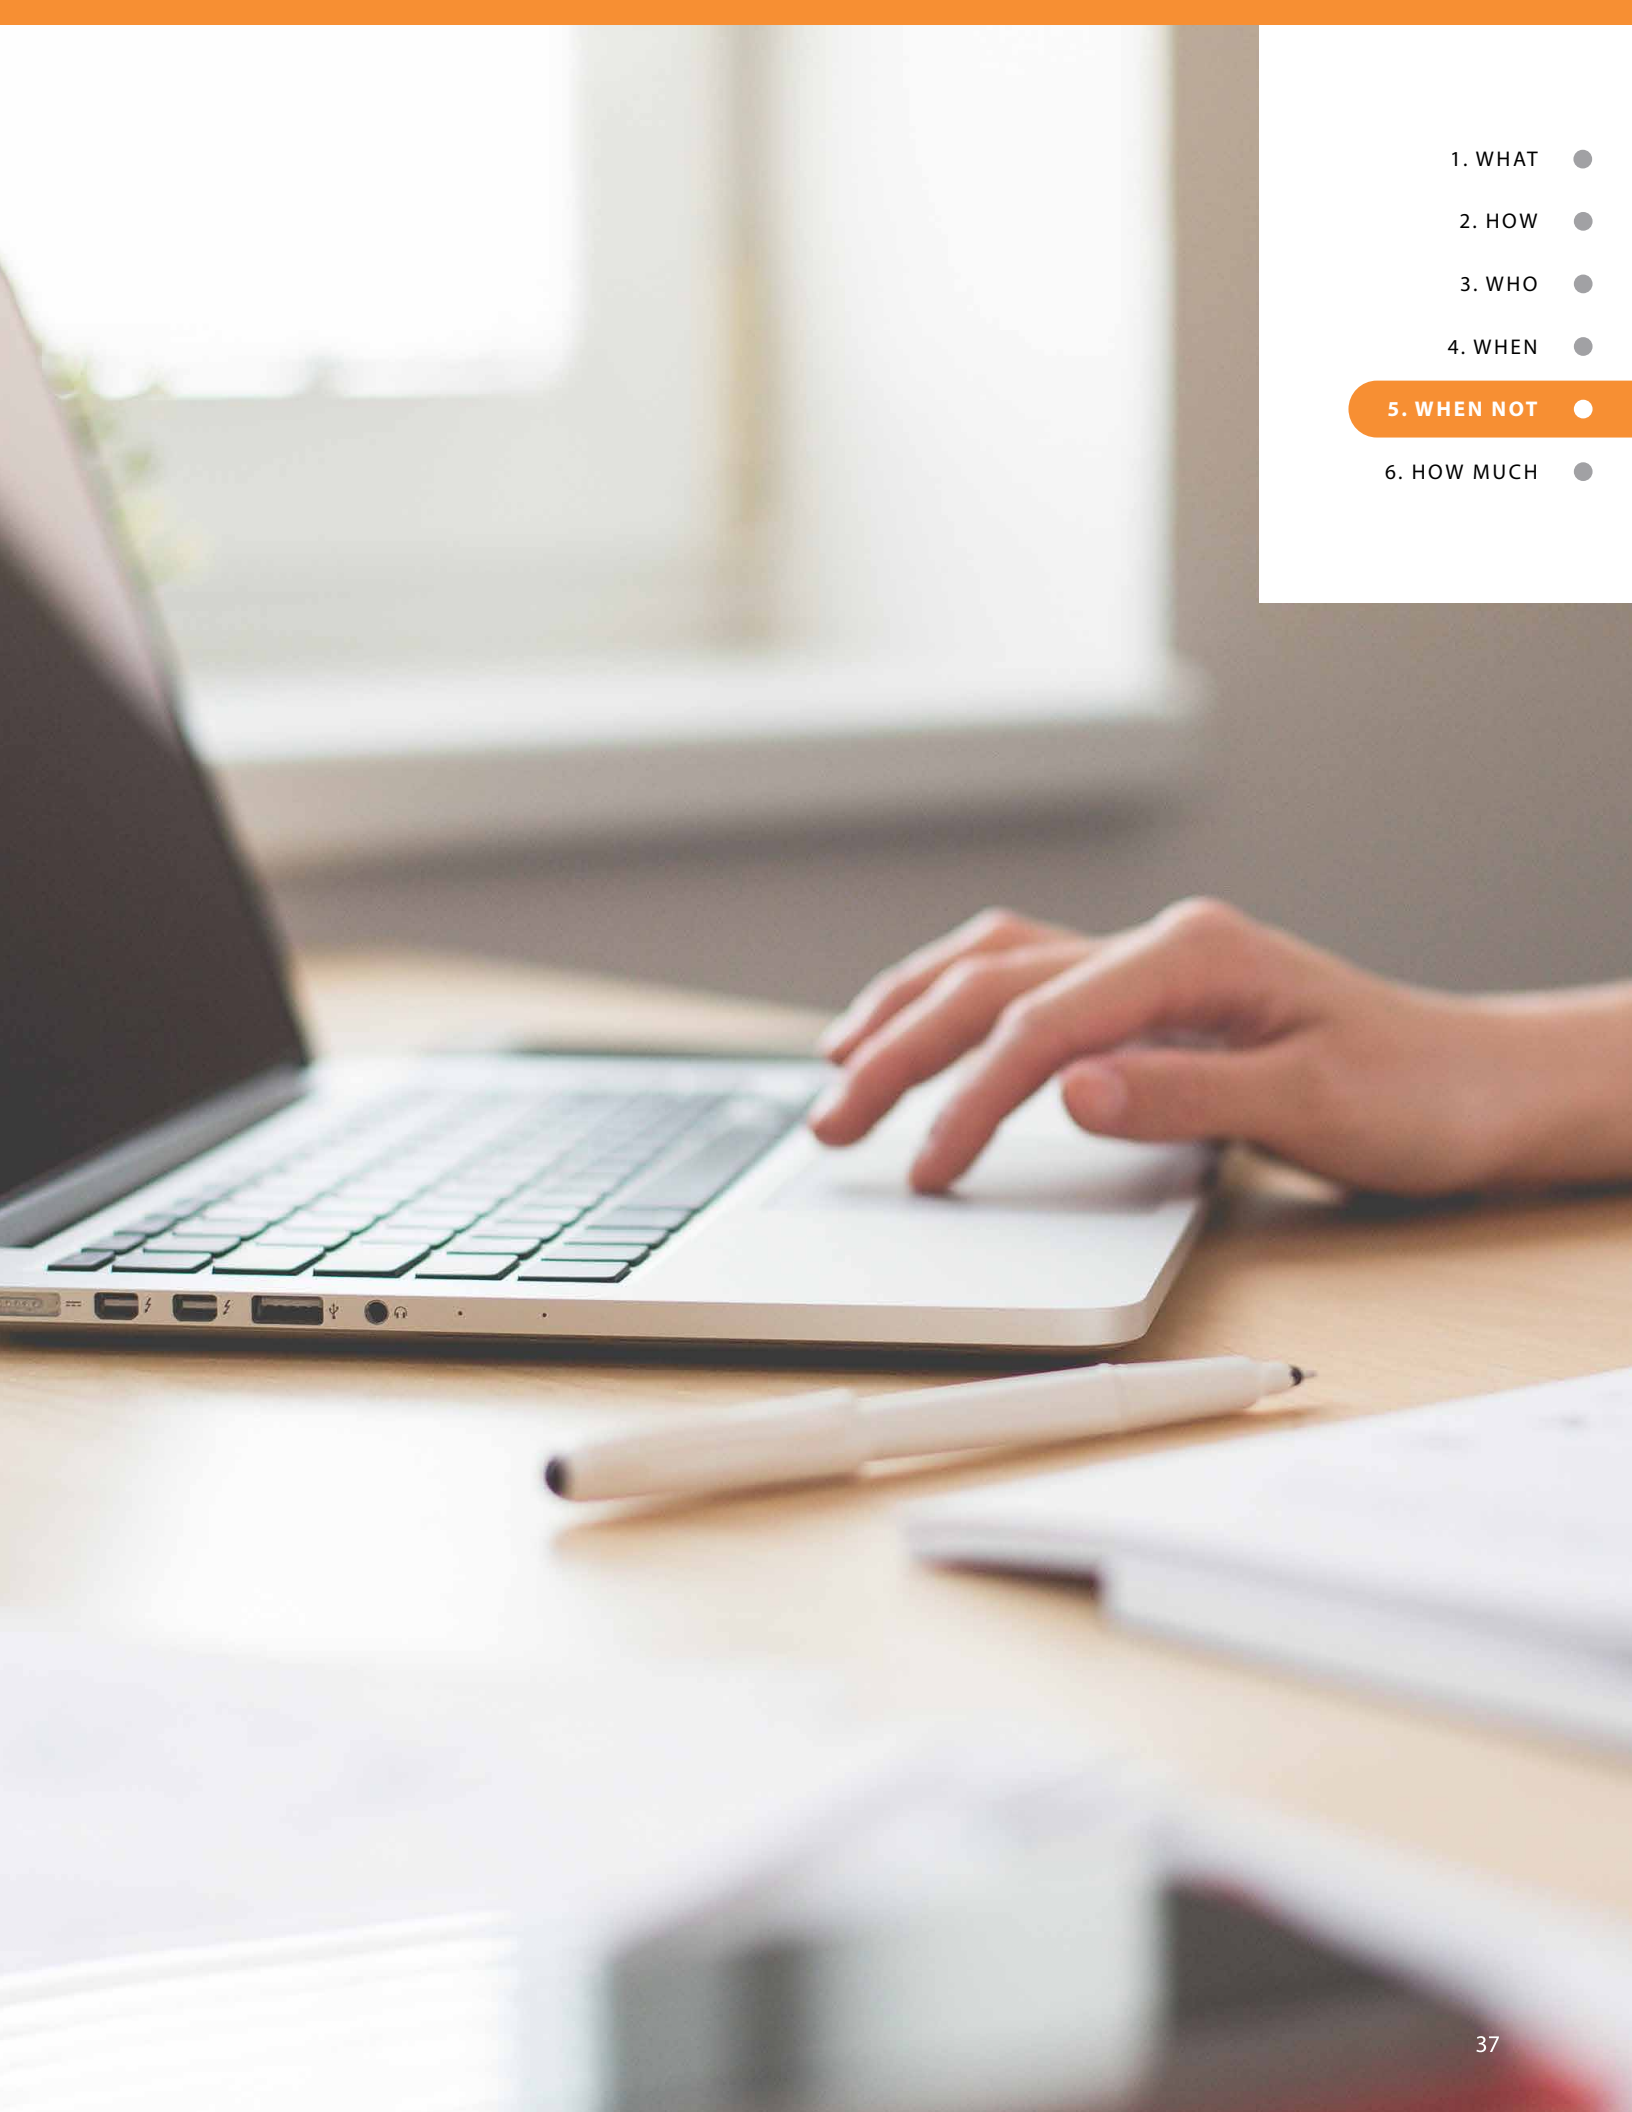 1. WHAT
2. HOW
3. WHO
4. WHEN
5. WHEN NOT
6. HOW MUCH
37